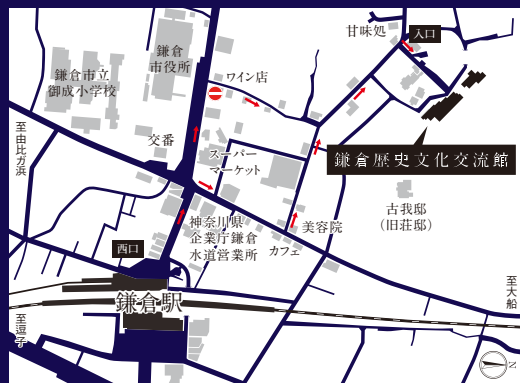 甘味処
入口
鎌倉
市役所
鎌倉市立
御成小学校
ワイン店
至由比ガ浜
交番
スーパー
マーケット
鎌倉歴史文化交流館
古我邸
(旧荘邸)
神奈川県
企業庁鎌倉
水道営業所
美容院
カフェ
西口
至大船
鎌倉駅
至逗子
N